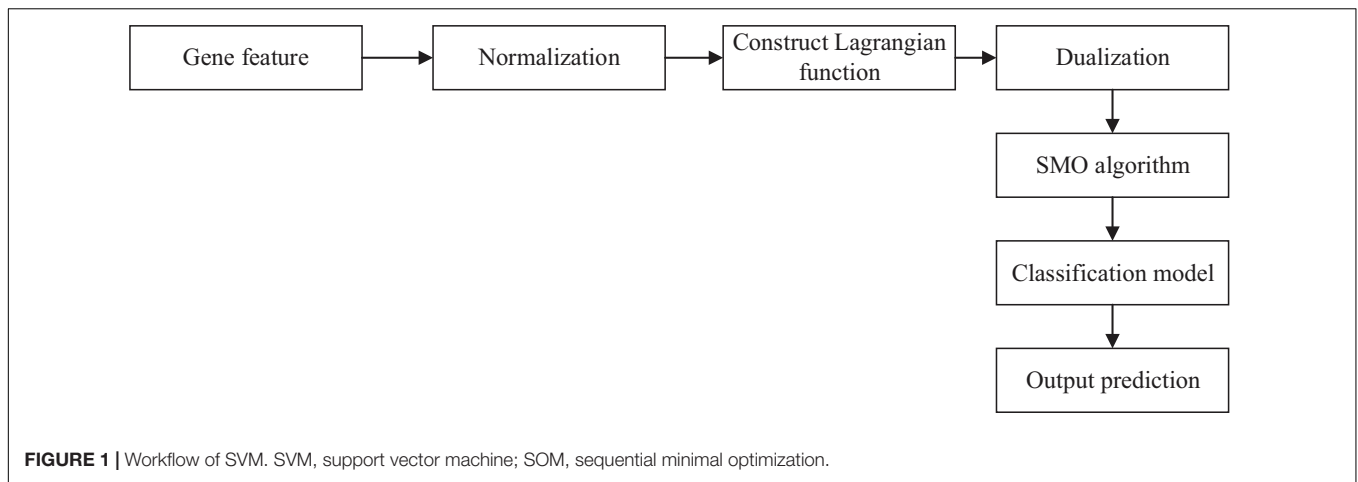 Gene feature
Normalization
Construct Lagrangian
function
Dualization
SMO algorithm
Classification model
Output prediction
FIGURE 1 | Workflow of SVM. SVM, support vector machine; SOM, sequential minimal optimization.